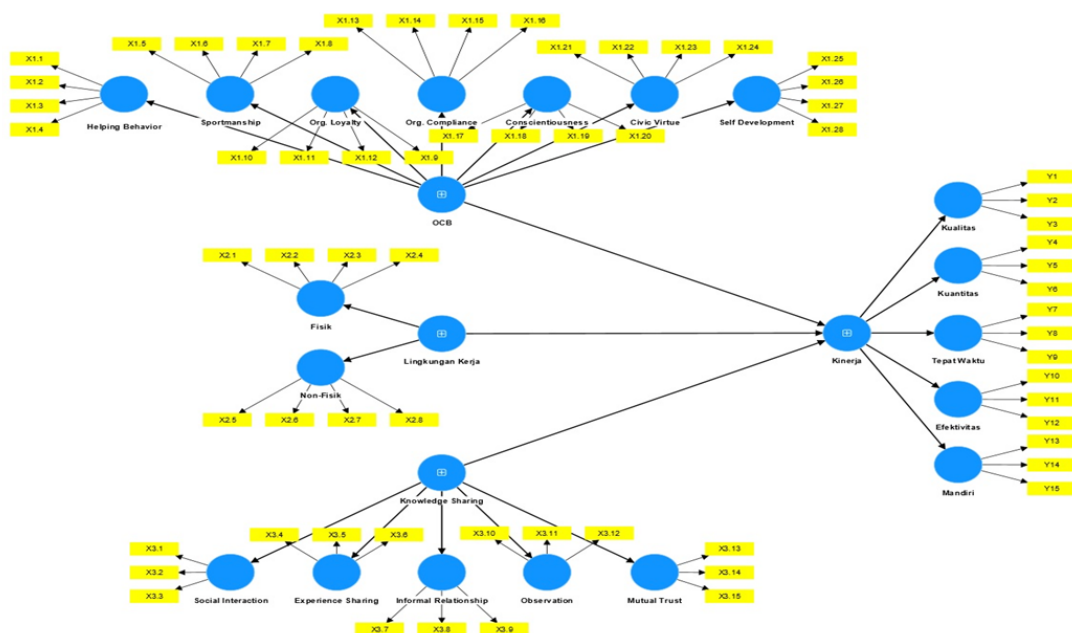 X1.13
X1.14
X1.15
X1.16
X1.5
X1.6
X1.7
X1.8
X1.21
X1.22
X1.23
X1.24
X1.1
X1.2
X1.3
X1.4
X1.25
X1.26
X1.27
X1.28
Helping Behavior
Sportmanship
Org. Loyalty
Org. Compliance
Conscientiousness
Civic Virtue
Self Development
X1.17
X1.18
X1.19
X1.20
X1.10
X1.11
X1.12
X1.9
OCB
Y1
Y2
Y3
Kualitas
X2.1
X2.2
X2.3
X2.4
Y4
Y5
Y6
Kuantitas
Fisik
Lingkungan Kerja
Kinerja
Y7
Y8
Y9
Tepat Waktu
Non-Fisik
X2.5
X2.6
X2.7
X2.8
Y10
Y11
Y12
Efektivitas
Y13
Y14
Y15
Mandiri
Knowledge Sharing
X3.4
X3.5
X3.6
X3.10
X3.11
X3.12
X3.1
X3.2
X3.3
X3.13
X3.14
X3.15
Social Interaction
Experience Sharing
Informal Relationship
Observation
Mutual Trust
X3.7
X3.8
X3.9